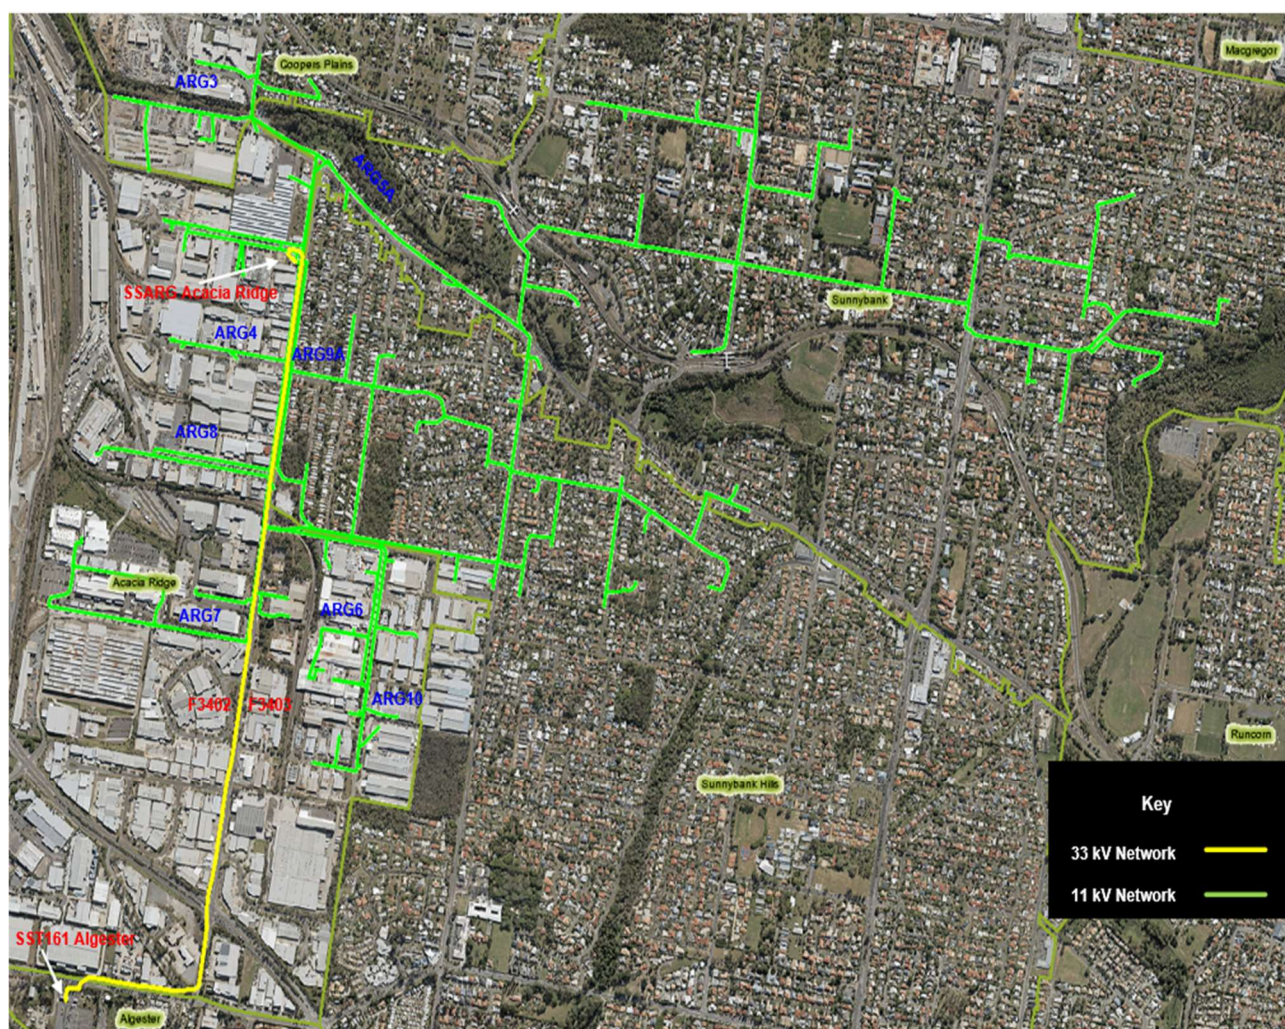 Macgregor
Coopers Plains
ARG3
ARG5A
SSARG Acacia Ridge
Sunnybank
ARG4
ARG9A
ARG8
Acacia Ridge
ARG7
ARG6
ARG10
F3402
F3403
Runcorn
Sunnybank Hills
Key
33 kV Network
11 kV Network
SST161 Algester
Algester